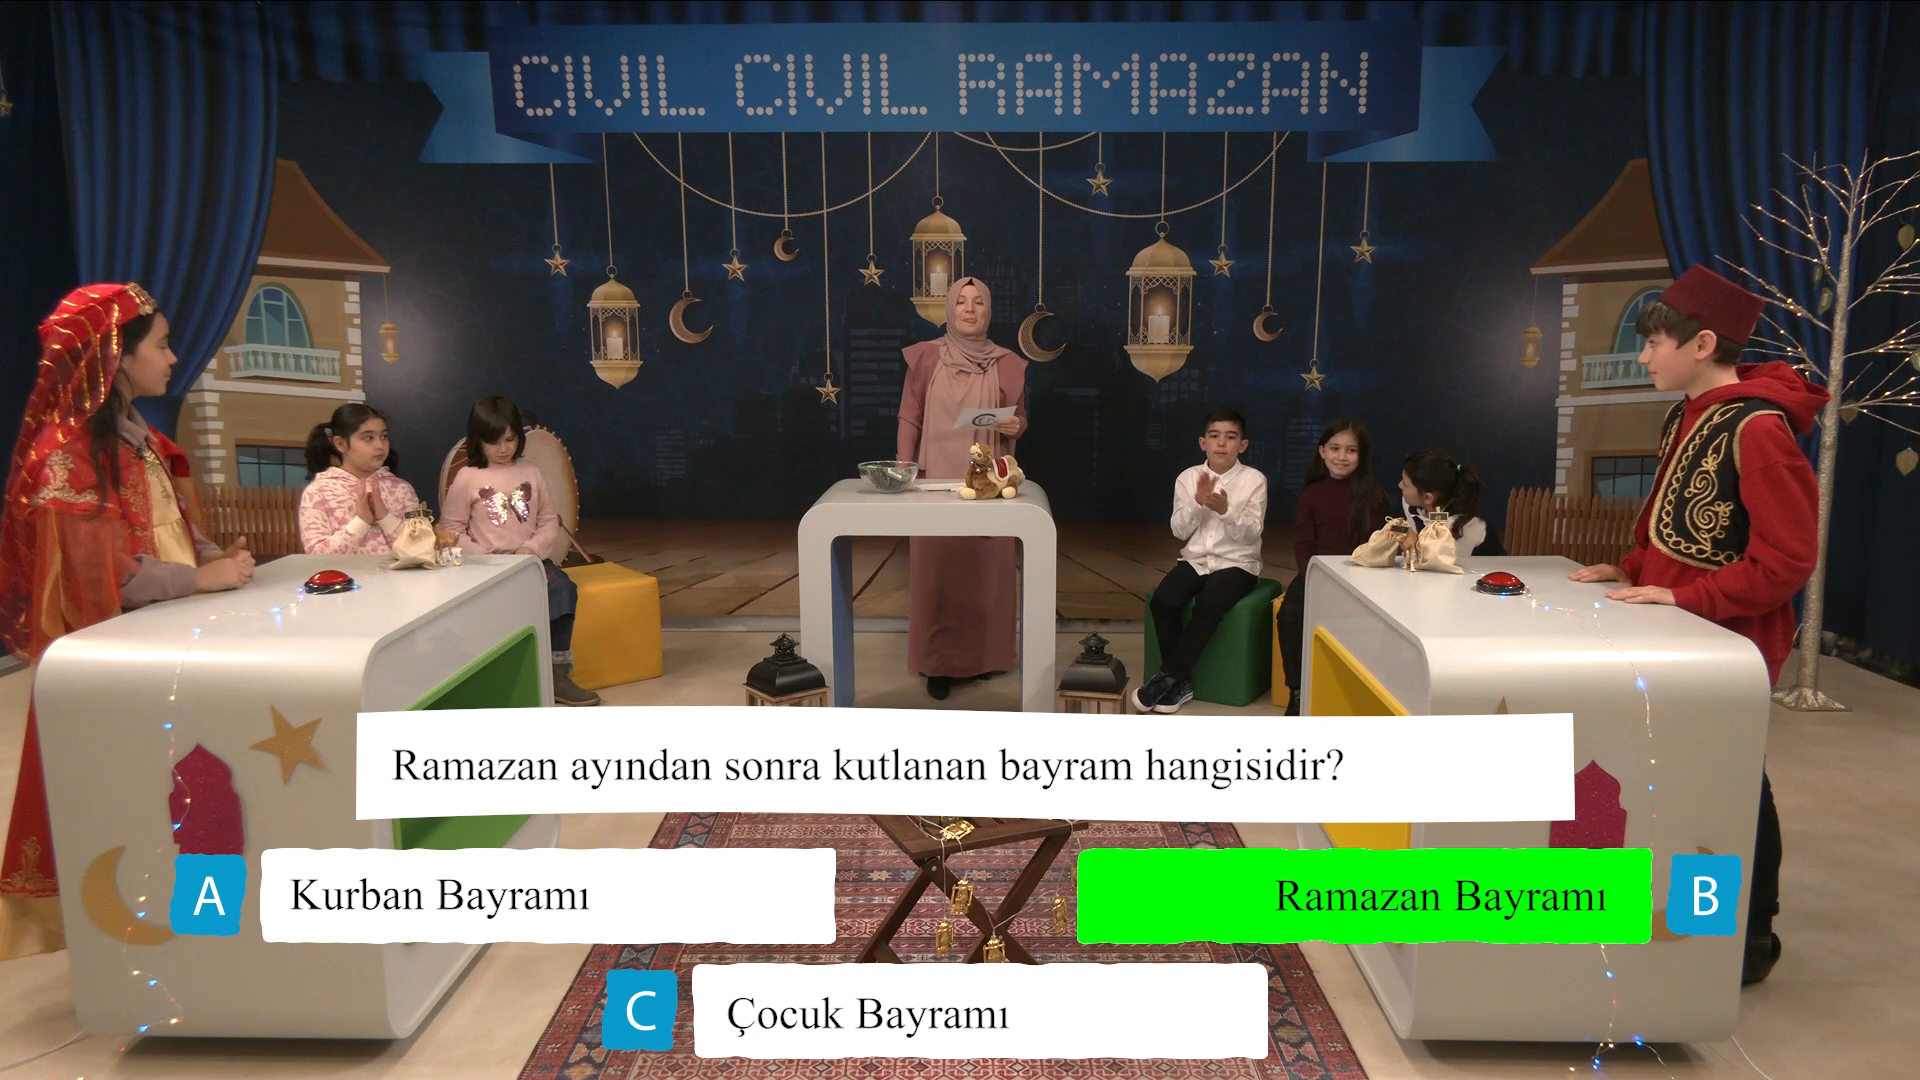 CIVIL CIVIL RAMAZAN
Ramazan ayından sonra kutlanan bayram hangisidir?
A Kurban Bayramı
Ramazan Bayramı B
C Çocuk Bayramı